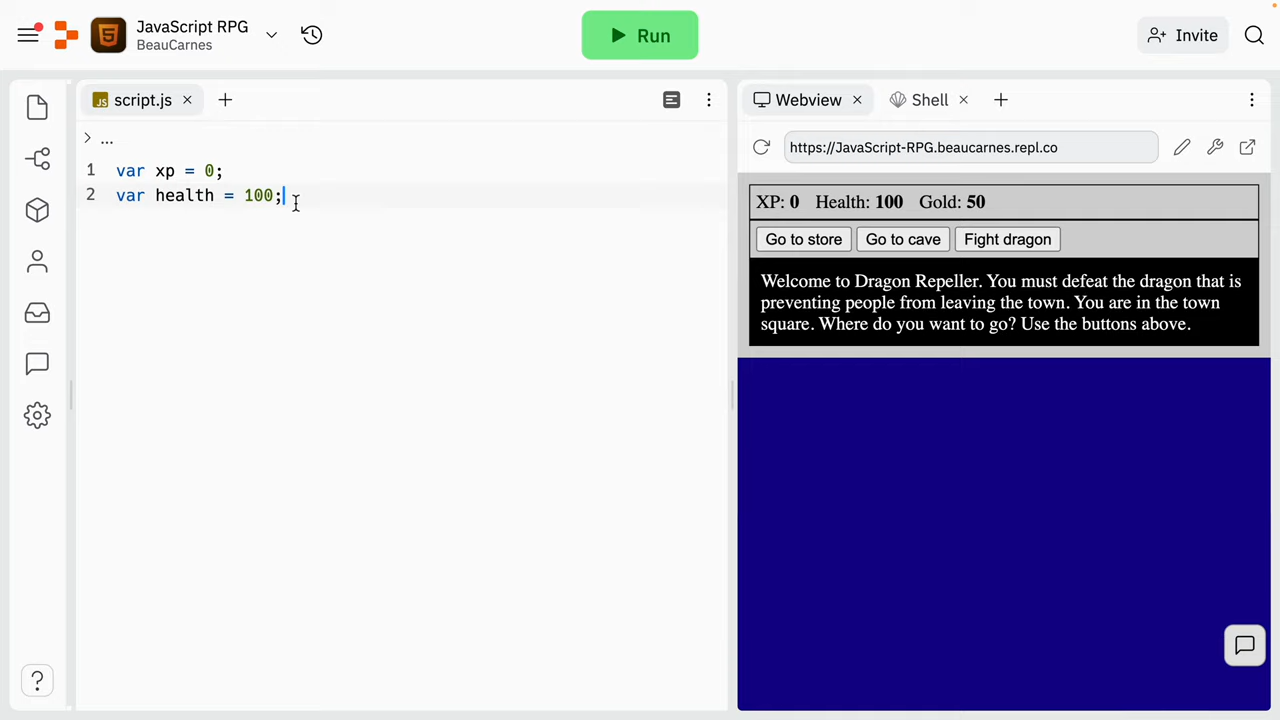 JavaScript RPG
BeauCarnes
Run
Invite
JS script.js
Webview
Shell
...
1 var xp = 0;
2 var health = 100;
https://JavaScript-RPG.beaucarnes.repl.co
XP: 0 Health: 100 Gold: 50
Go to store Go to cave Fight dragon
Welcome to Dragon Repeller. You must defeat the dragon that is
preventing people from leaving the town. You are in the town
square. Where do you want to go? Use the buttons above.
?